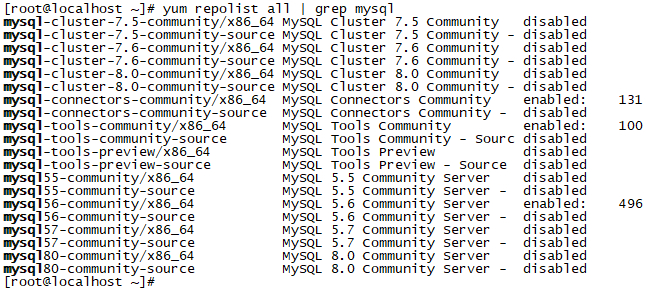 [root@localhost ~]# yum repolist all | grep mysql
mysql-cluster-7.5-community/x86_64 MySQL Cluster 7.5 Community   disabled
mysql-cluster-7.5-community-source MySQL Cluster 7.5 Community - disabled
mysql-cluster-7.6-community/x86_64 MySQL Cluster 7.6 Community   disabled
mysql-cluster-7.6-community-source MySQL Cluster 7.6 Community - disabled
mysql-cluster-8.0-community/x86_64 MySQL Cluster 8.0 Community   disabled
mysql-cluster-8.0-community-source MySQL Cluster 8.0 Community - disabled
mysql-connectors-community/x86_64  MySQL Connectors Community    enabled:    131
mysql-connectors-community-source  MySQL Connectors Community -  disabled
mysql-tools-community/x86_64       MySQL Tools Community         enabled:    100
mysql-tools-community-source       MySQL Tools Community - Sourc disabled
mysql-tools-preview/x86_64         MySQL Tools Preview           disabled
mysql-tools-preview-source         MySQL Tools Preview - Source  disabled
mysql55-community/x86_64           MySQL 5.5 Community Server    disabled
mysql55-community-source           MySQL 5.5 Community Server -  disabled
mysql56-community/x86_64           MySQL 5.6 Community Server    enabled:    496
mysql56-community-source           MySQL 5.6 Community Server -  disabled
mysql57-community/x86_64           MySQL 5.7 Community Server    disabled
mysql57-community-source           MySQL 5.7 Community Server -  disabled
mysql80-community/x86_64           MySQL 8.0 Community Server    disabled
mysql80-community-source           MySQL 8.0 Community Server -  disabled
[root@localhost ~]#